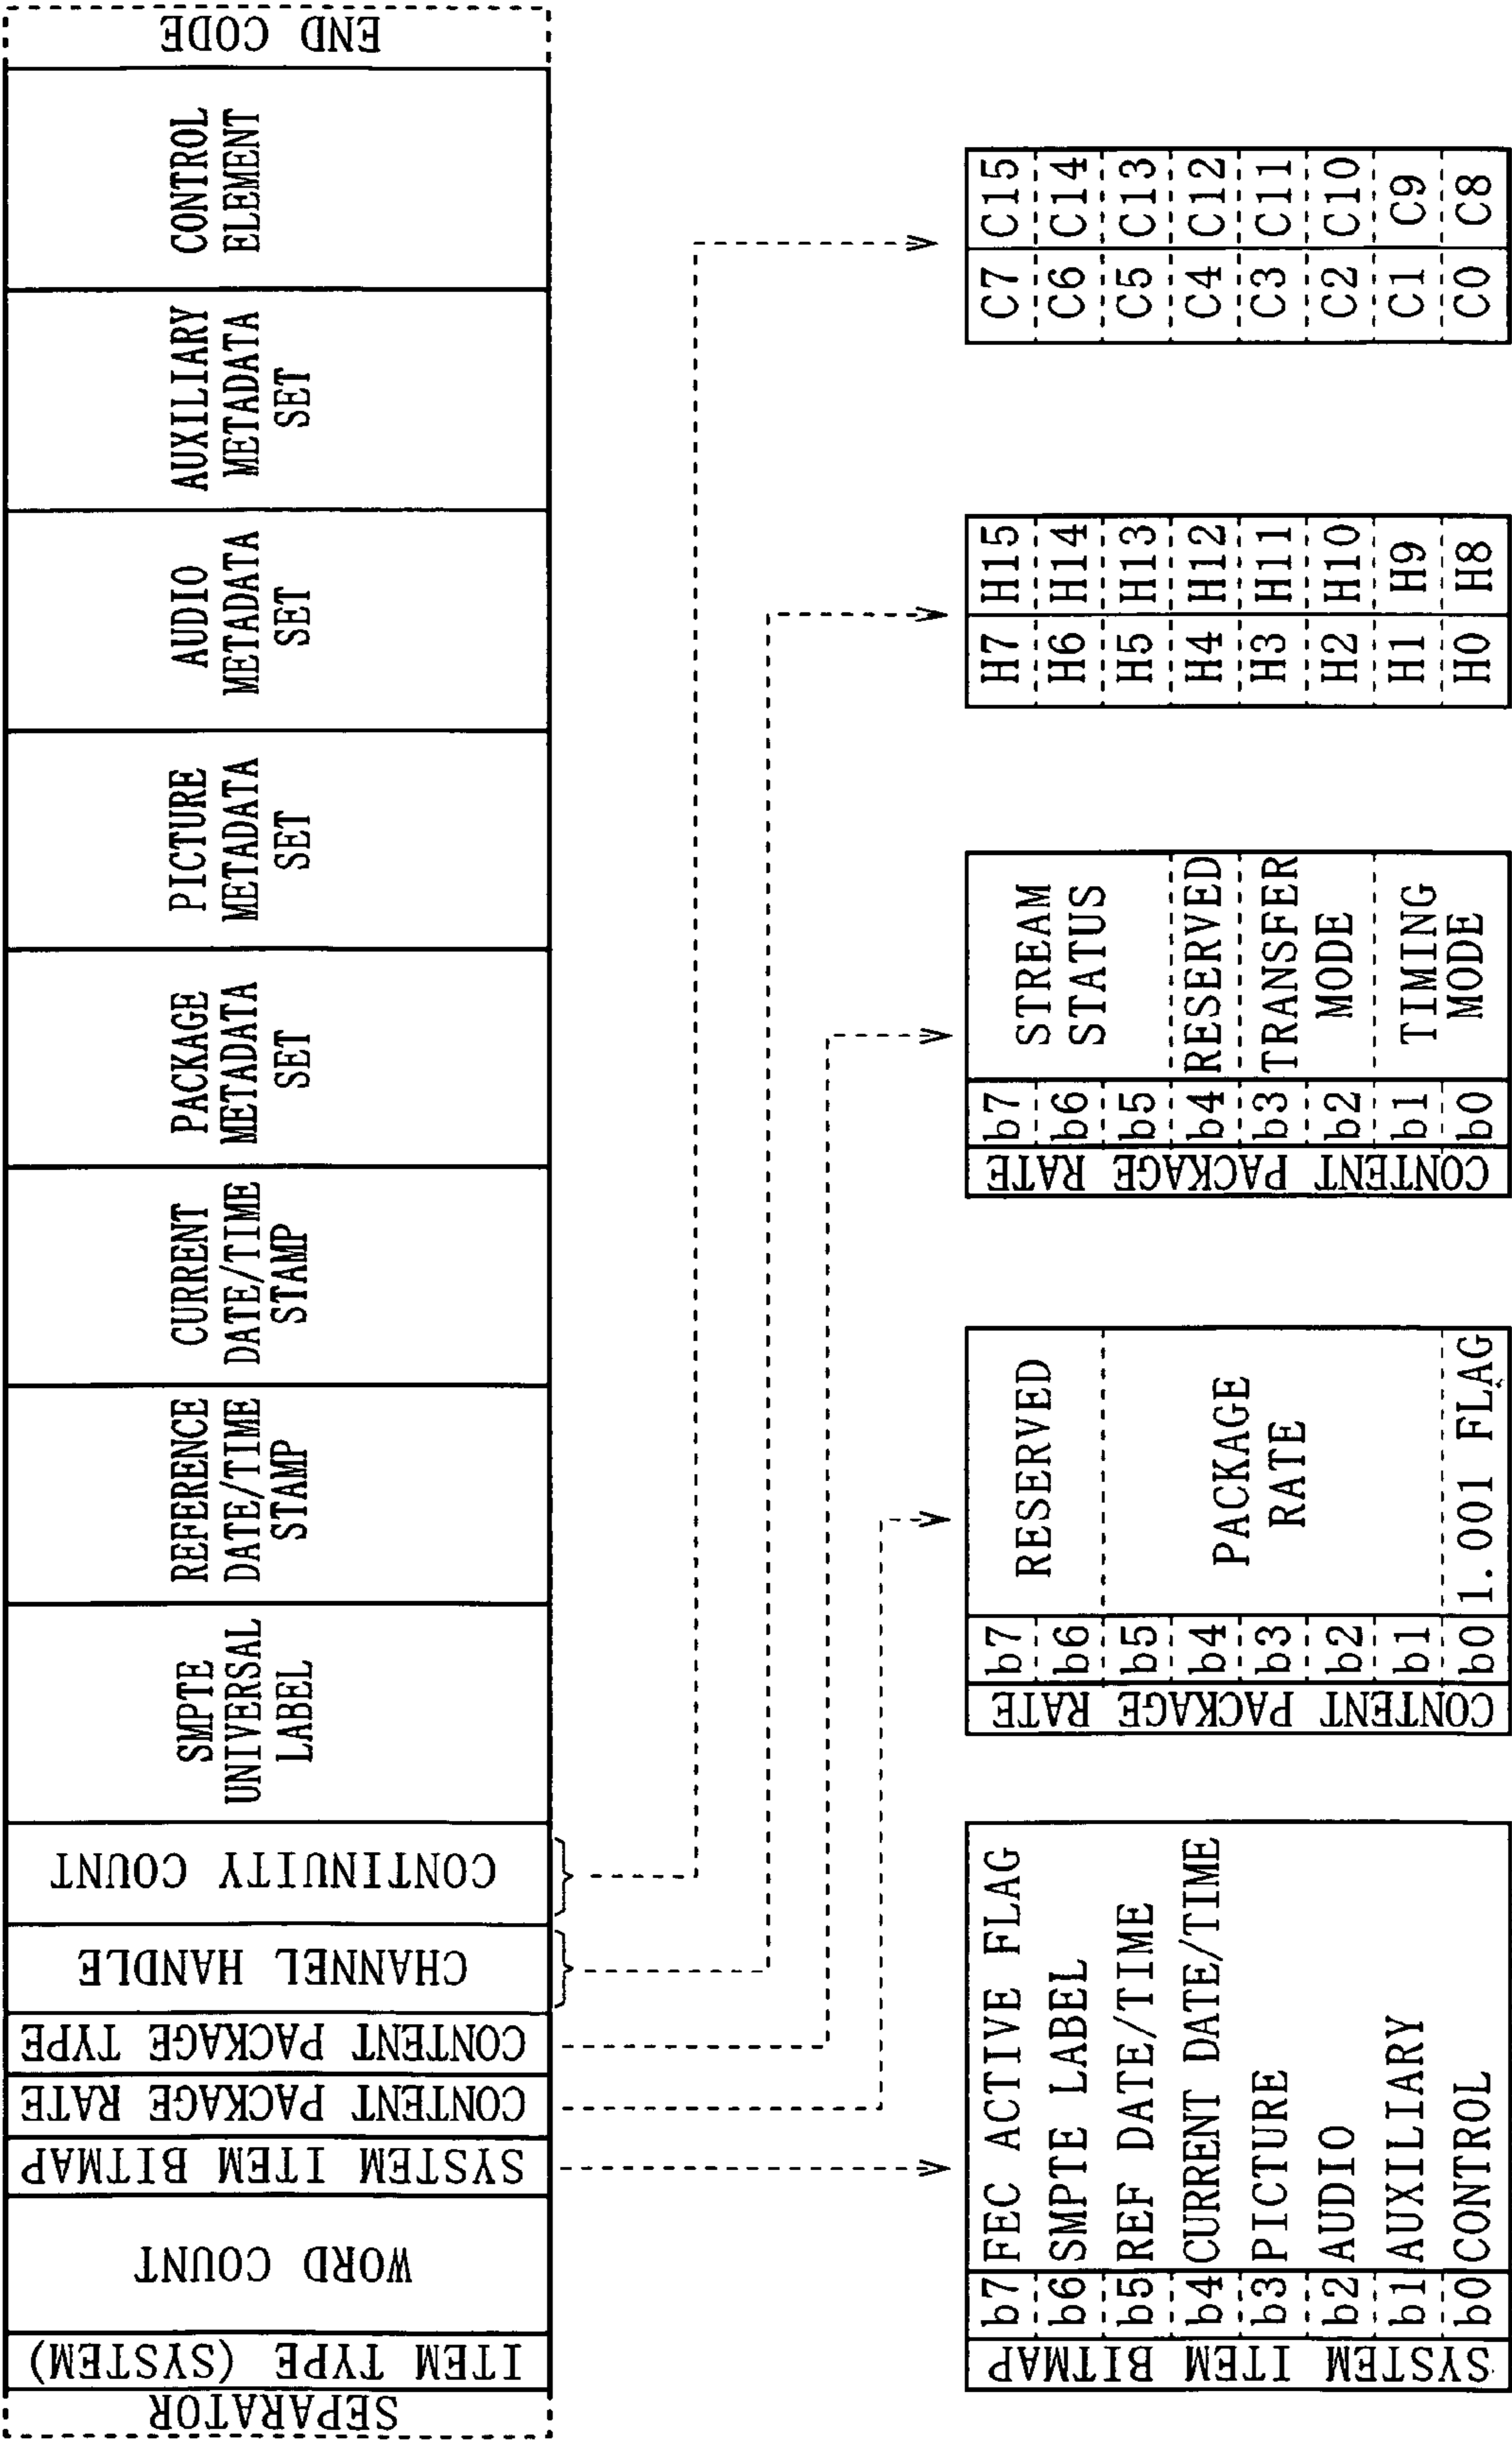 SEPARATOR
ITEM TYPE (SYSTEM)
WORD COUNT
SYSTEM ITEM BITMAP
CONTENT PACKAGE RATE
CONTENT PACKAGE TYPE
CHANNEL HANDLE
CONTINUITY COUNT
SMPTE
UNIVERSAL
LABEL
REFERENCE
DATE/TIME
STAMP
CURRENT
DATE/TIME
STAMP
PACKAGE
METADATA
SET
PICTURE
METADATA
SET
AUDIO
METADATA
SET
AUXILIARY
METADATA
SET
CONTROL
ELEMENT
END CODE
SYSTEM ITEM BITMAP
b7 FEC ACTIVE FLAG
b6 SMPTE LABEL
b5 REF DATE/TIME
b4 CURRENT DATE/TIME
b3 PICTURE
b2 AUDIO
b1 AUXILIARY
b0 CONTROL
CONTENT PACKAGE RATE
b7
b6
b5
b4
b3
b2
b1
b0
RESERVED
PACKAGE
RATE
1.001 FLAG
CONTENT PACKAGE RATE
b7
b6
b5
b4
b3
b2
b1
b0
STREAM
STATUS
RESERVED
TRANSFER
MODE
TIMING
MODE
H7 H15
H6 H14
H5 H13
H4 H12
H3 H11
H2 H10
H1 H9
H0 H8
C7 C15
C6 C14
C5 C13
C4 C12
C3 C11
C2 C10
C1 C9
C0 C8